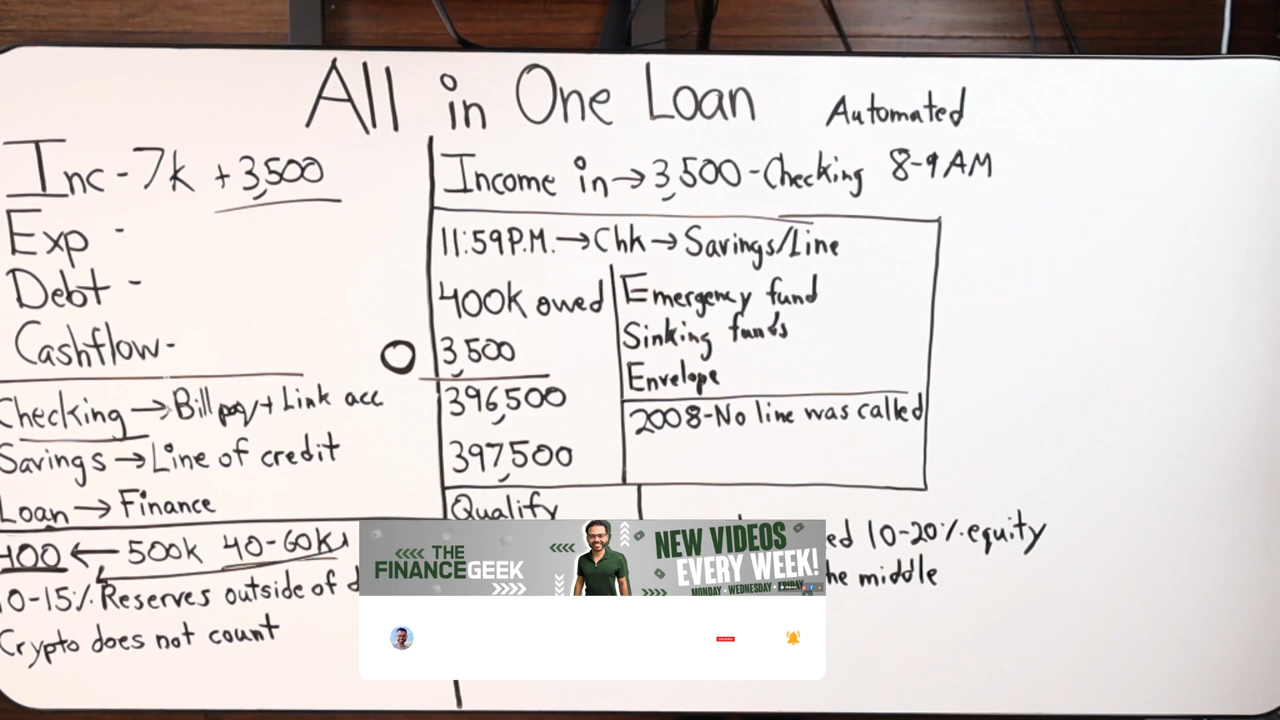 All in One Loan
Automated
Inc - 7k + 3,500
Exp -
Debt -
Cashflow -
Checking → Bill pay + Link acc
Savings → Line of credit
Loan → Finance
400 ← 500k 40-60k
10-15% Reserves outside of
Crypto does not count
Income in → 3,500 - Checking 8-9 AM
11:59 P.M. → Chk → Savings/Line
400k owed
3,500
396,500
397,500
Emergency fund
Sinking funds
Envelope
2008 - No line was called
Qualify
10-20% equity
the middle
THE
FINANCEGEEK
NEW VIDEOS
EVERY WEEK!
MONDAY - WEDNESDAY - FRIDAY